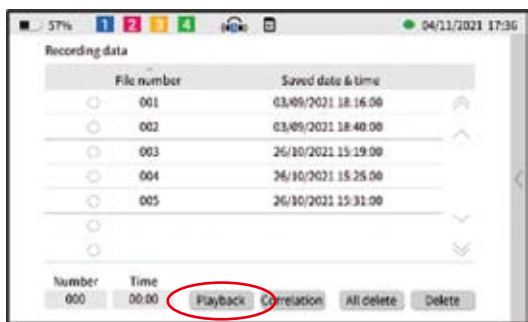 57% 1 2 3 4 04/11/2021 17:36
Recording data
File number Saved date & time
001 03/09/2021 18:16:00
002 03/09/2021 18:40:00
003 26/10/2021 15:19:00
004 26/10/2021 15:25:00
005 26/10/2021 15:31:00
Number Time
000 00:00 Playback Correlation All delete Delete